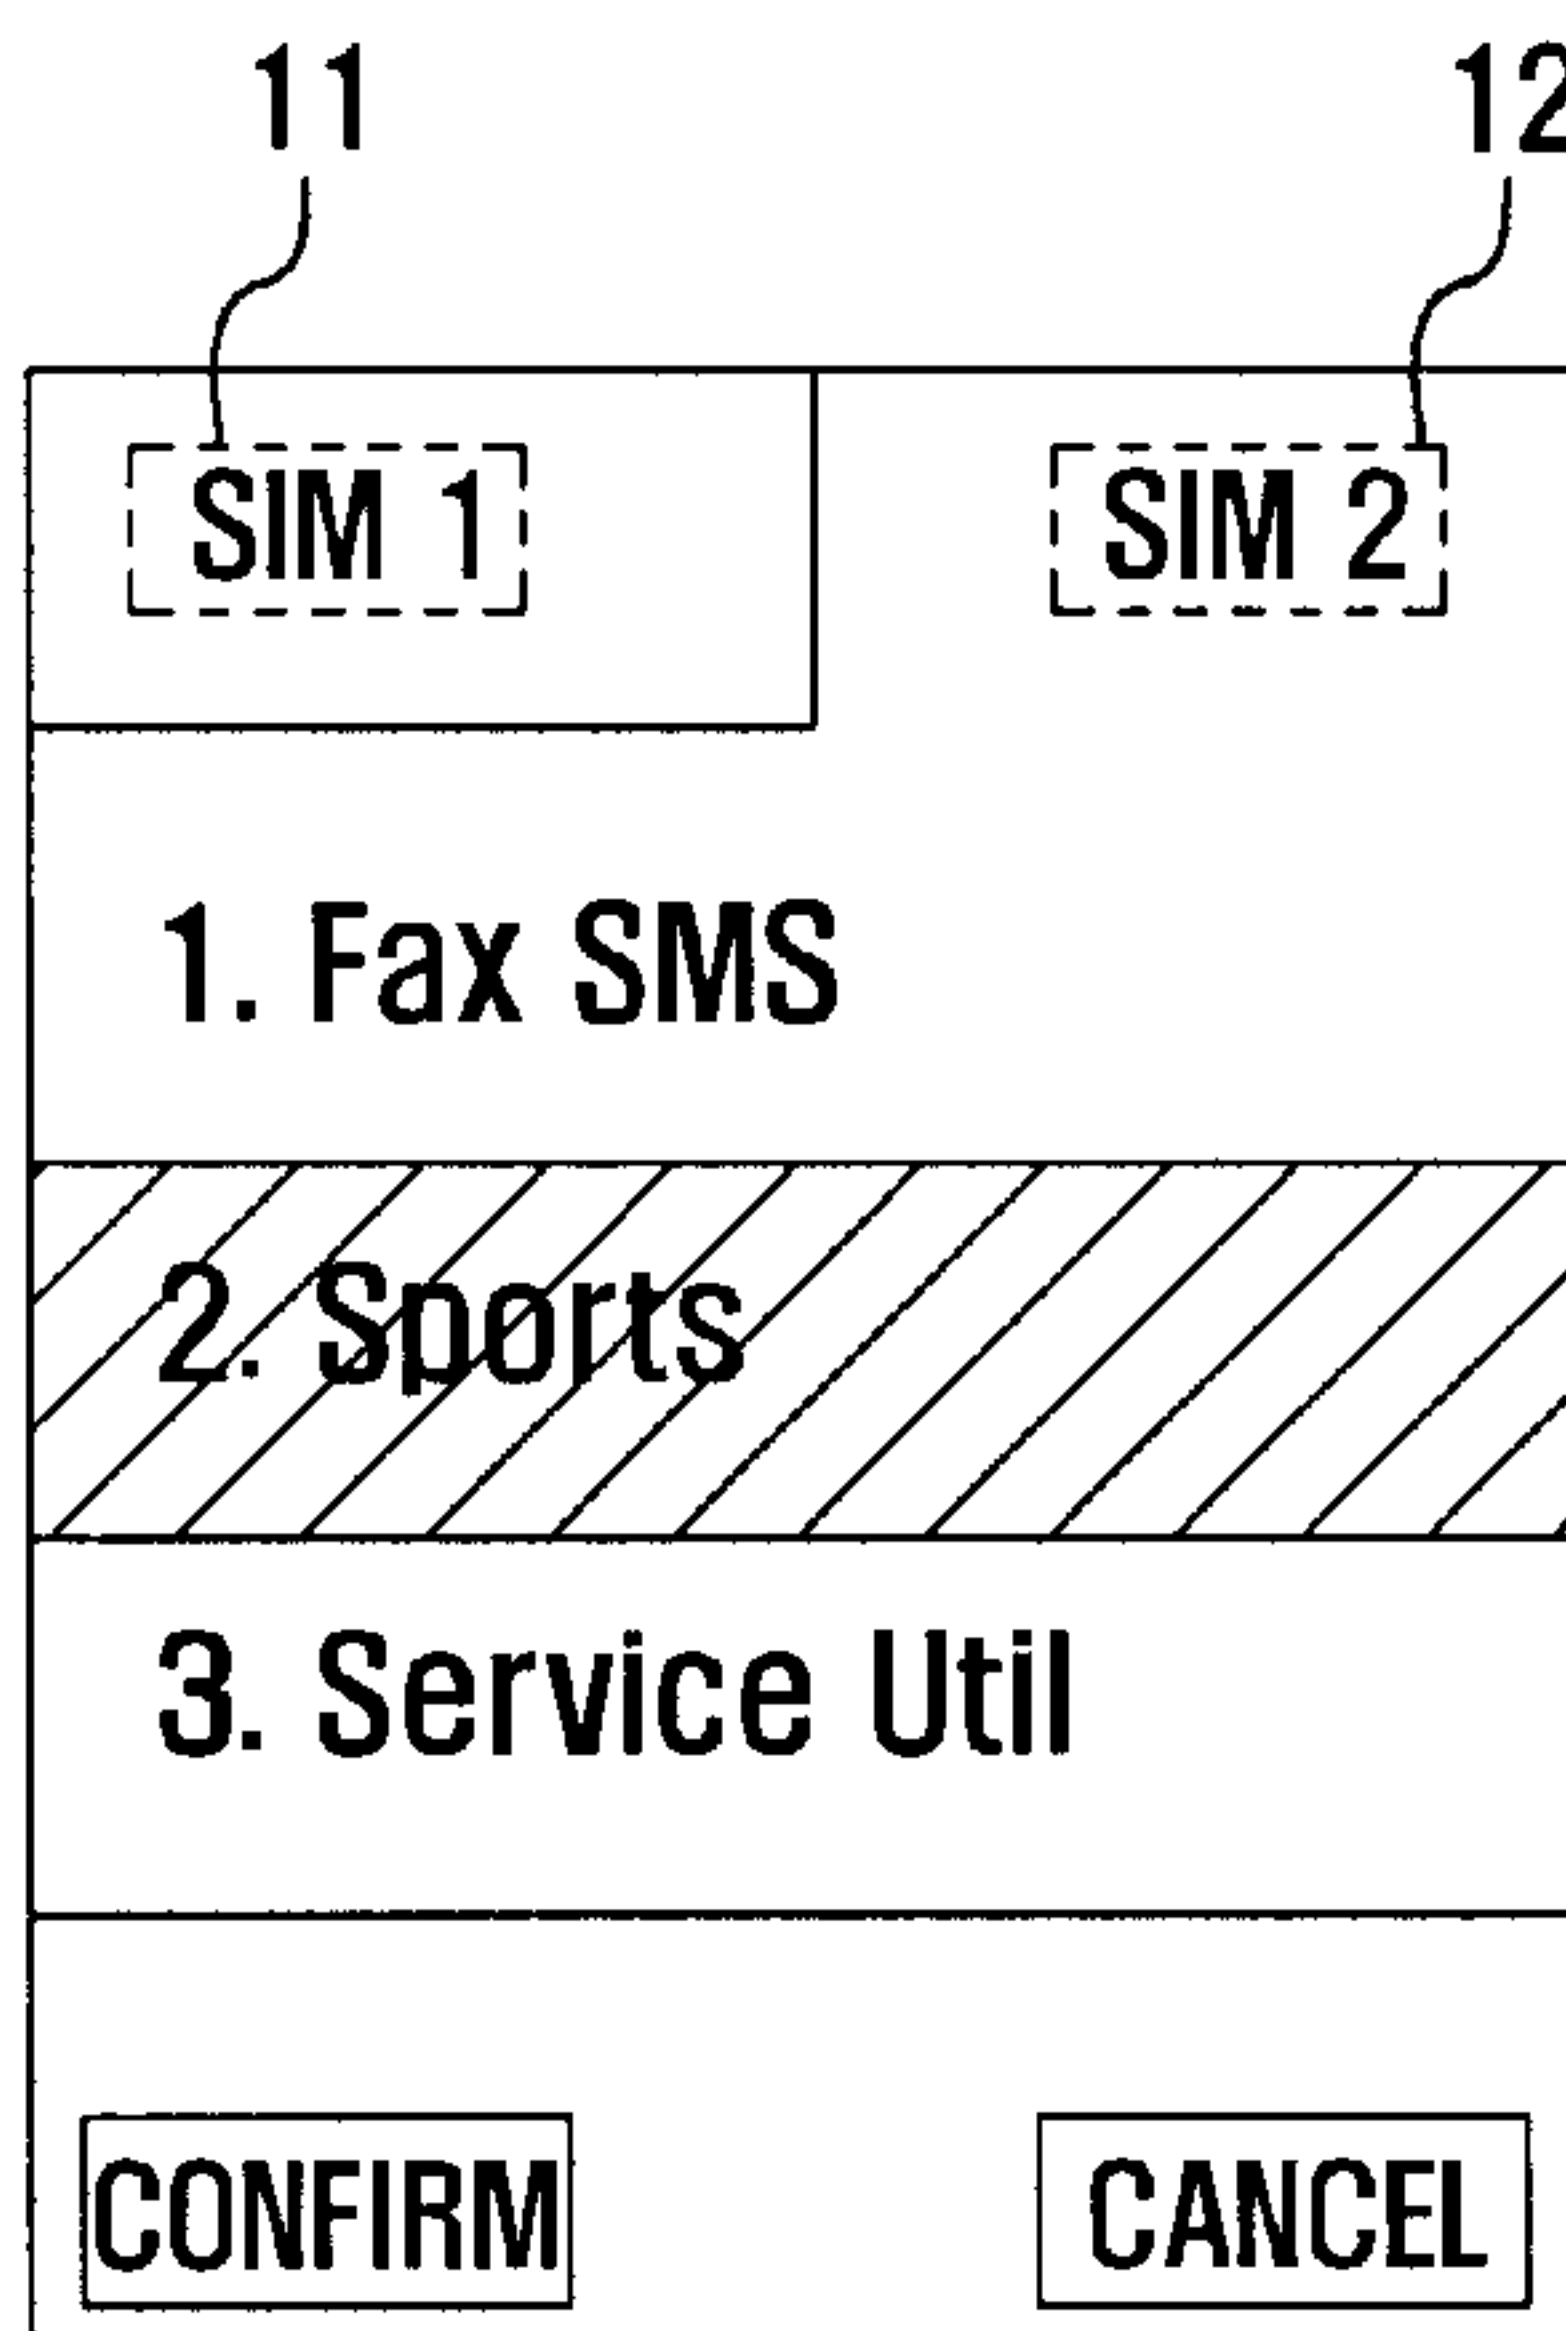 11 12
SIM 1 SIM 2
1. Fax SMS
2. Sports
3. Service Util
CONFIRM CANCEL